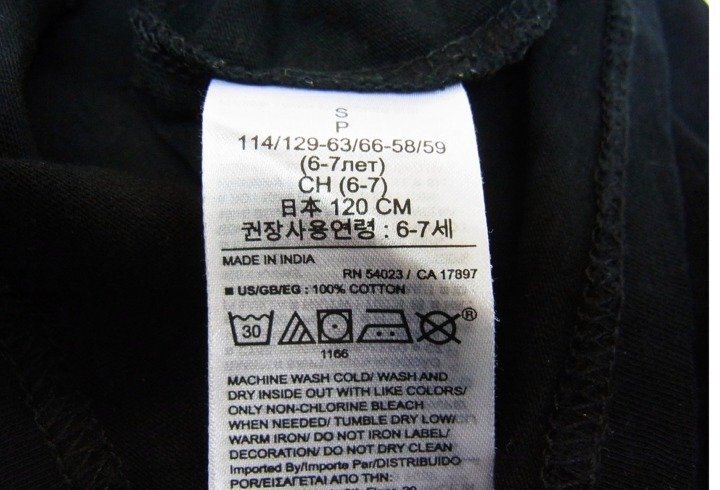 S
P
114/129-63/66-58/59
(6-7лет)
CH (6-7)
日本 120 CM
권장사용연령 : 6-7세
MADE IN INDIA
RN 54023 / CA 17897
■ US/GB/EG : 100% COTTON
30
®
1166
MACHINE WASH COLD/ WASH AND
DRY INSIDE OUT WITH LIKE COLORS/
ONLY NON-CHLORINE BLEACH
WHEN NEEDED/ TUMBLE DRY LOW/
WARM IRON/ DO NOT IRON LABEL/
DECORATION/ DO NOT DRY CLEAN
Imported By/Importe Par/DISTRIBUIDO
POR/ΕΙΣΑΓΕΤΑΙ ΑΠΟ ΤΗΝ: